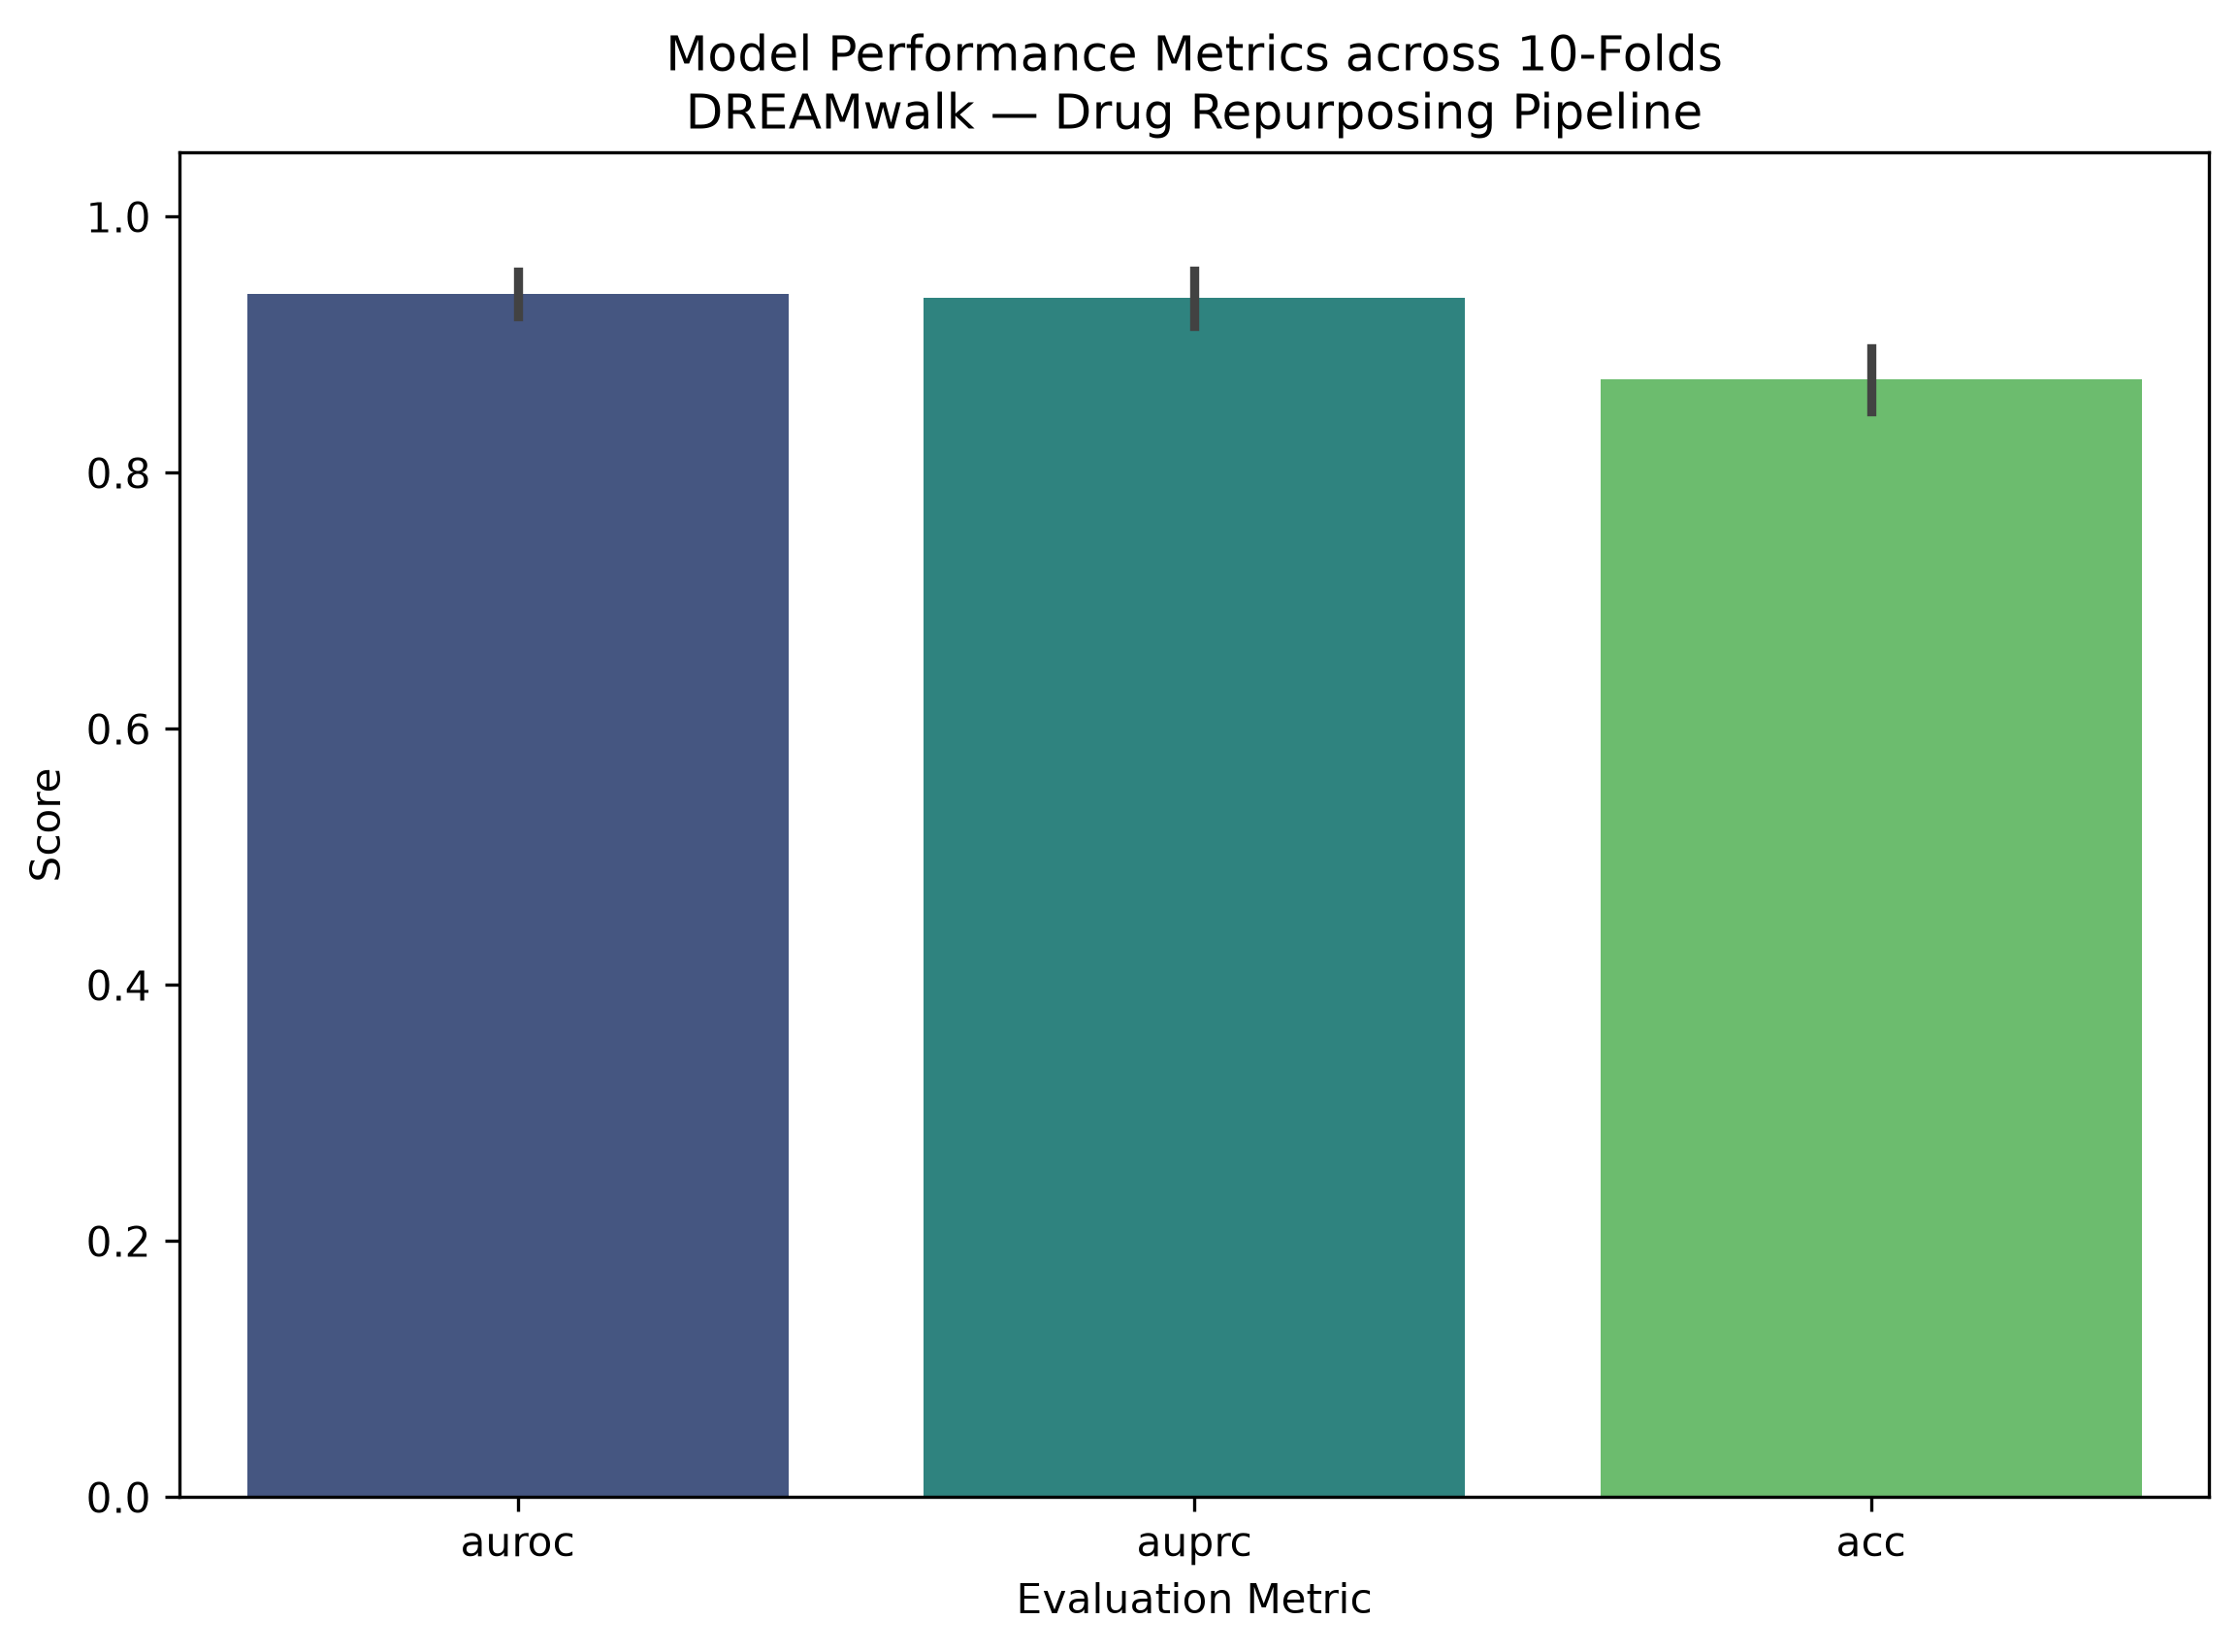 Model Performance Metrics across 10-Folds
DREAMwalk — Drug Repurposing Pipeline
1.0
0.8
0.6
0.4
0.2
0.0
Score
auroc
auprc
acc
Evaluation Metric